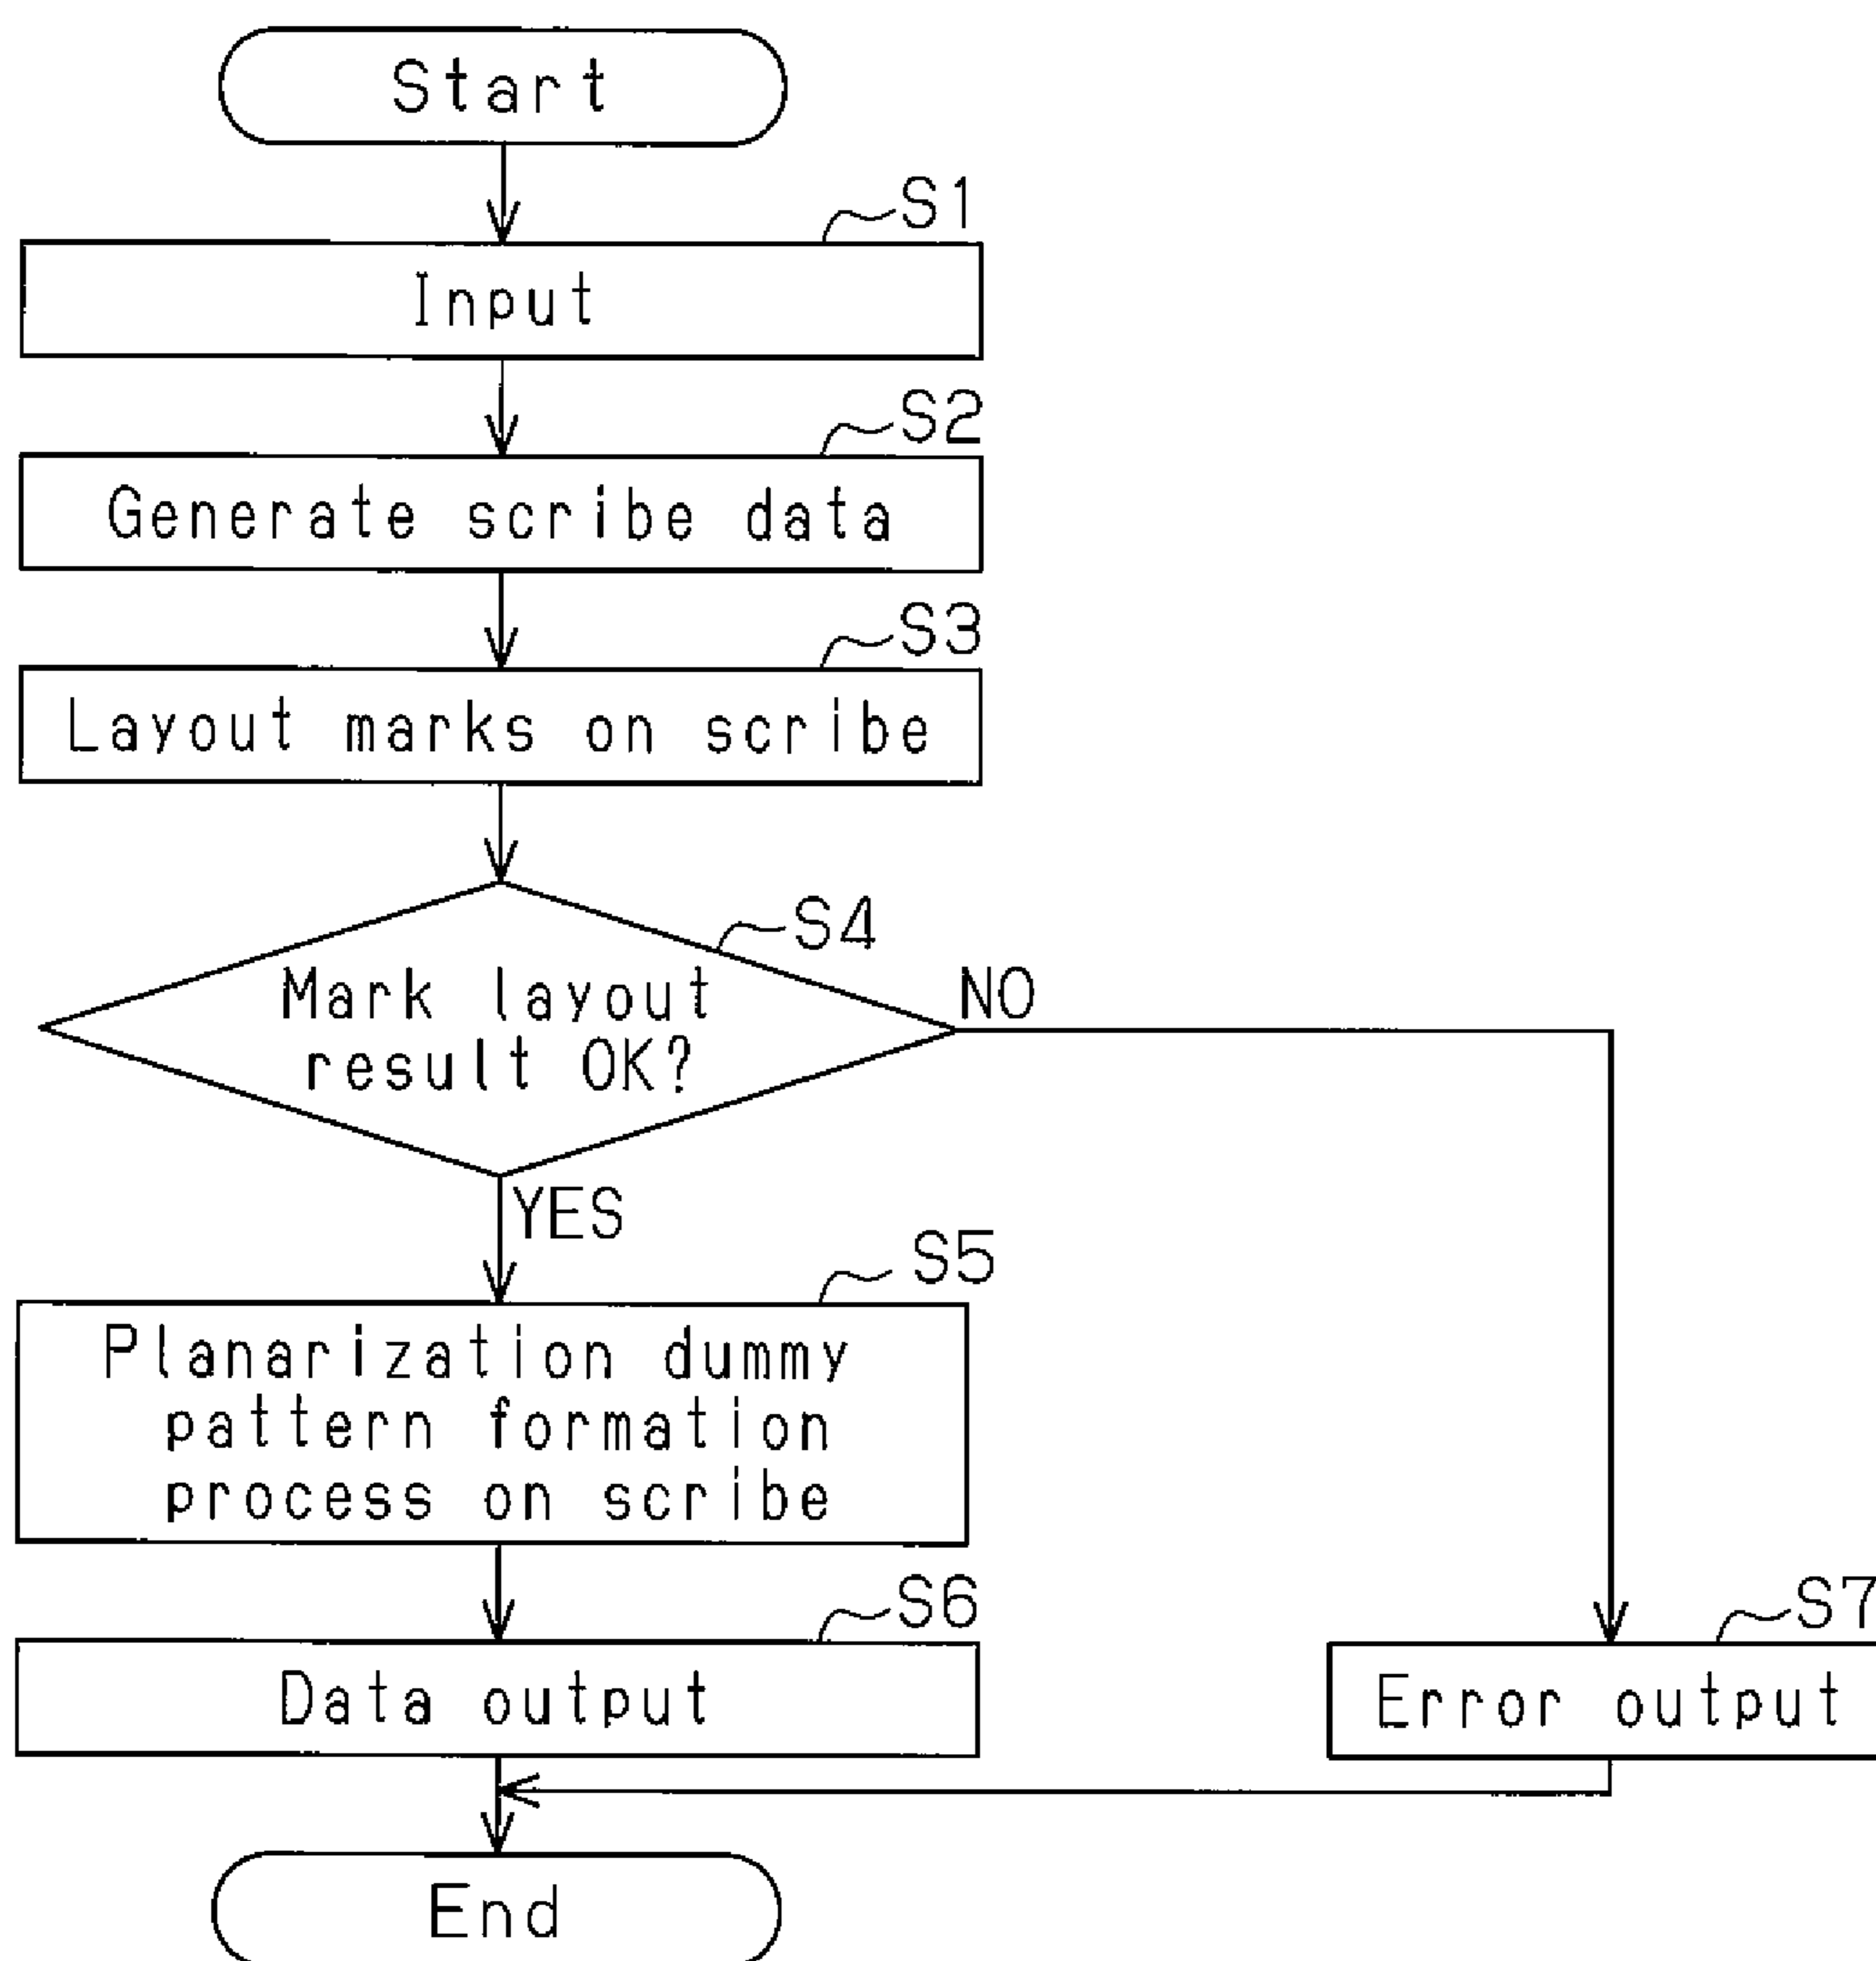 Start
S1
Input
S2
Generate scribe data
S3
Layout marks on scribe
S4
Mark layout
result OK?
NO
YES
S5
Planarization dummy
pattern formation
process on scribe
S6
Data output
S7
Error output
End